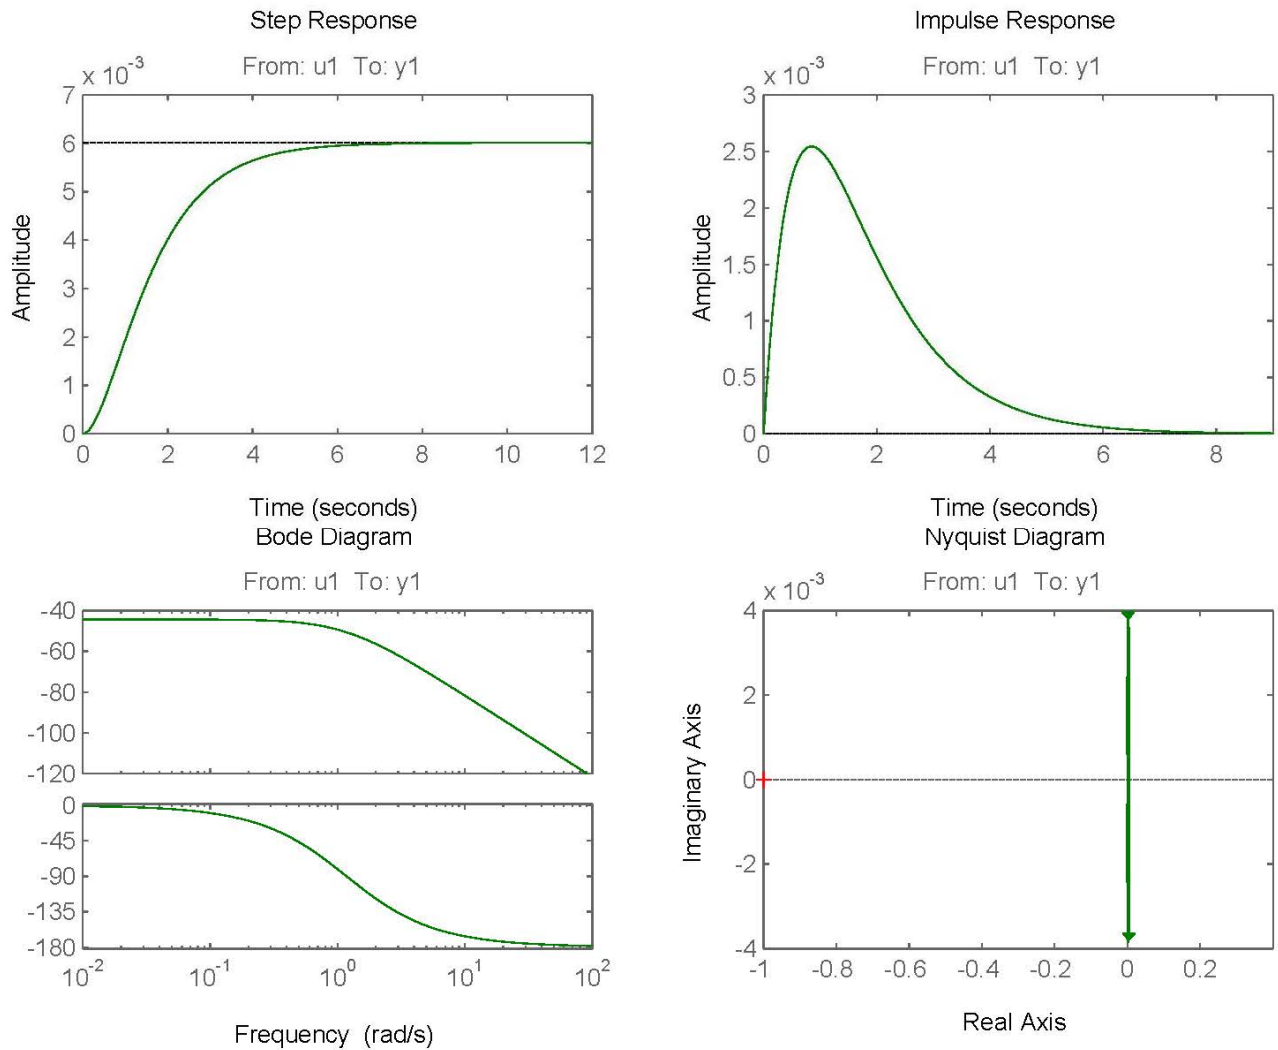 Step Response
From: u1 To: y1
x 10^-3
7
6
5
4
3
2
1
0
0 2 4 6 8 10 12
Amplitude
Time (seconds)
Impulse Response
From: u1 To: y1
x 10^-3
3
2.5
2
1.5
1
0.5
0
0 2 4 6 8
Amplitude
Time (seconds)
Bode Diagram
From: u1 To: y1
-40
-60
-80
-100
-120
0
-45
-90
-135
-180
10^-2 10^-1 10^0 10^1 10^2
Frequency (rad/s)
Nyquist Diagram
From: u1 To: y1
x 10^-3
4
2
0
-2
-4
-1 -0.8 -0.6 -0.4 -0.2 0 0.2
Imaginary Axis
Real Axis